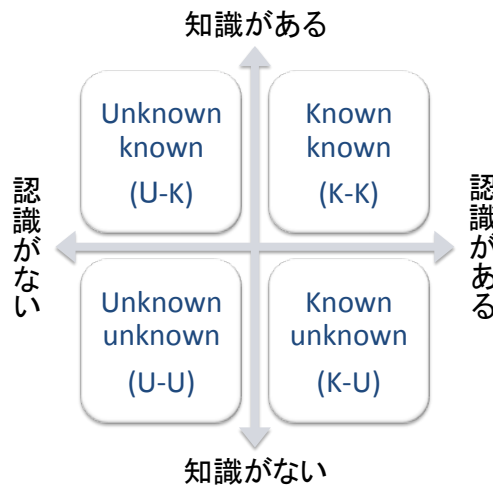 知識がある
Unknown
known
(U-K)
Known
known
(K-K)
認識がない
認識がある
Unknown
unknown
(U-U)
Known
unknown
(K-U)
知識がない